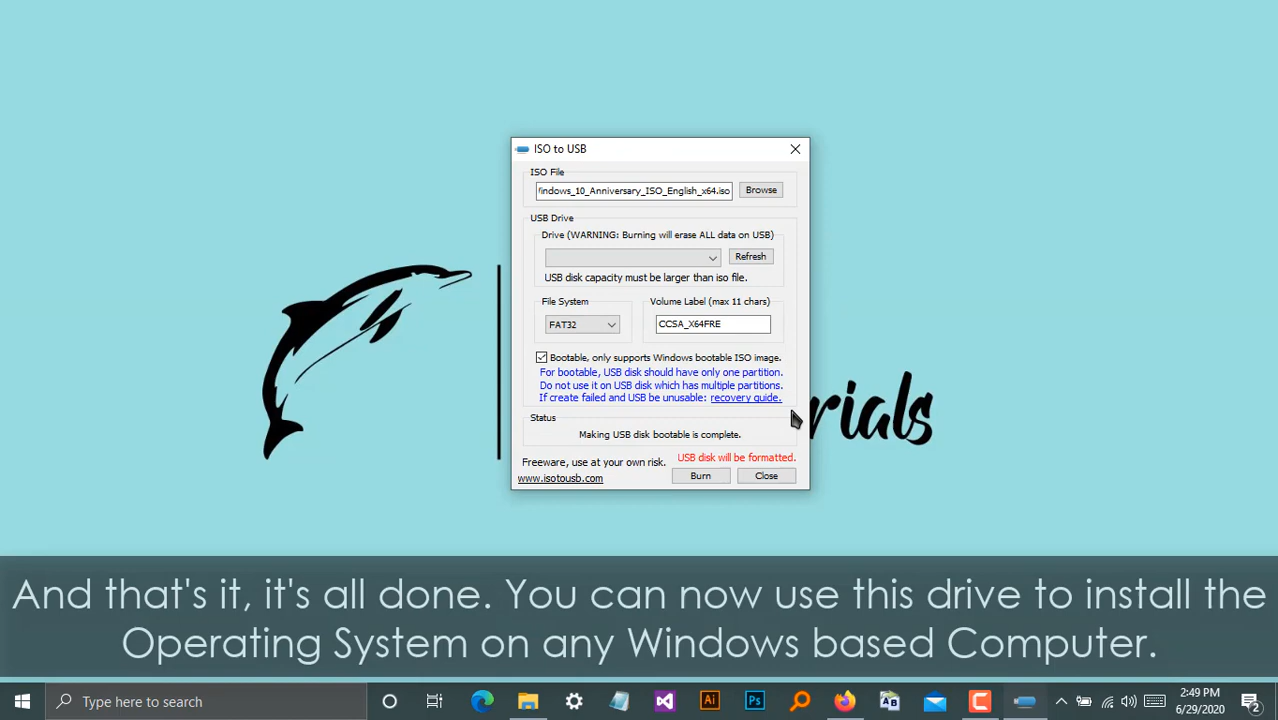 ISO to USB
ISO File
Windows_10_Anniversary_ISO_English_x64.iso
Browse
USB Drive
Drive (WARNING: Burning will erase ALL data on USB)
Refresh
USB disk capacity must be larger than iso file.
File System
Volume Label (max 11 chars)
FAT32
CCSA_X64FRE
Bootable, only supports Windows bootable ISO image.
For bootable, USB disk should have only one partition.
Do not use it on USB disk which has multiple partitions.
If create failed and USB be unusable: recovery guide.
Status
Making USB disk bootable is complete.
USB disk will be formatted.
Freeware, use at your own risk.
www.isotousb.com
Burn
Close
rials
And that's it, it's all done. You can now use this drive to install the
Operating System on any Windows based Computer.
Type here to search
Ai
Ps
2:49 PM
6/29/2020
2